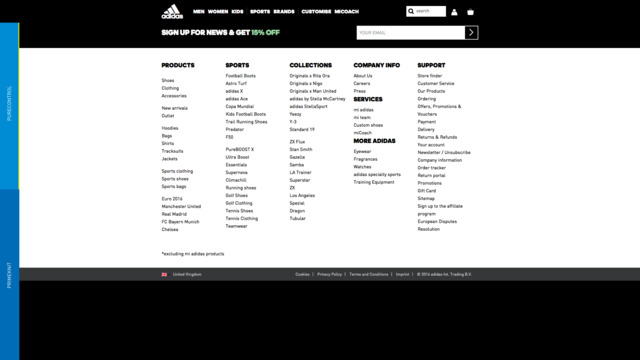 adidas
MEN WOMEN KIDS | SPORTS BRANDS | CUSTOMISE MICOACH
search
SIGN UP FOR NEWS & GET 15% OFF
YOUR EMAIL
PURECONTROL
PRIMEKNIT
PRODUCTS
Shoes
Clothing
Accessories
New arrivals
Outlet
Hoodies
Bags
Shirts
Tracksuits
Jackets
Sports clothing
Sports shoes
Sports bags
Euro 2016
Manchester United
Real Madrid
FC Bayern Munich
Chelsea
SPORTS
Football Boots
Astro Turf
adidas X
adidas Ace
Copa Mundial
Kids Football Boots
Trail Running Shoes
Predator
F50
PureBOOST X
Ultra Boost
Essentials
Supernova
Climachill
Running shoes
Golf Shoes
Golf Clothing
Tennis Shoes
Tennis Clothing
Teamwear
COLLECTIONS
Originals x Rita Ora
Originals x Nigo
Originals x Man United
adidas by Stella McCartney
adidas StellaSport
Yeezy
Y-3
Standard 19
ZX Flux
Stan Smith
Gazelle
Samba
LA Trainer
Superstar
ZX
Los Angeles
Spezial
Dragon
Tubular
COMPANY INFO
About Us
Careers
Press
SERVICES
mi adidas
mi team
Custom shoes
miCoach
MORE ADIDAS
Eyewear
Fragrances
Watches
adidas specialty sports
Training Equipment
SUPPORT
Store finder
Customer Service
Our Products
Ordering
Offers, Promotions &
Vouchers
Payment
Delivery
Returns & Refunds
Your account
Newsletter / Unsubscribe
Company information
Order tracker
Return portal
Promotions
Gift Card
Sitemap
Sign up to the affiliate
program
European Disputes
Resolution
*excluding mi adidas products
United Kingdom
Cookies | Privacy Policy | Terms and Conditions | Imprint | © 2016 adidas Int. Trading B.V.